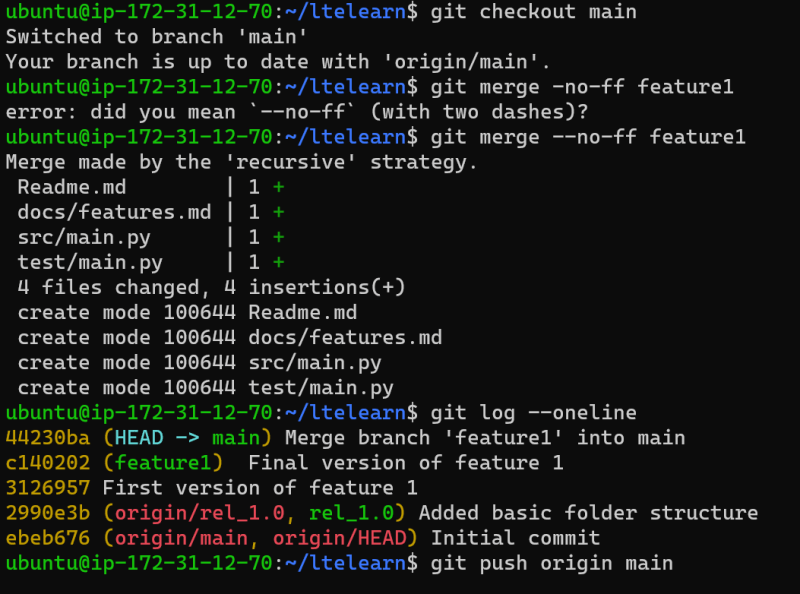 ubuntu@ip-172-31-12-70:~/ltelearn$ git checkout main
Switched to branch 'main'
Your branch is up to date with 'origin/main'.
ubuntu@ip-172-31-12-70:~/ltelearn$ git merge -no-ff feature1
error: did you mean `--no-ff` (with two dashes)?
ubuntu@ip-172-31-12-70:~/ltelearn$ git merge --no-ff feature1
Merge made by the 'recursive' strategy.
 Readme.md        | 1 +
 docs/features.md | 1 +
 src/main.py      | 1 +
 test/main.py     | 1 +
 4 files changed, 4 insertions(+)
 create mode 100644 Readme.md
 create mode 100644 docs/features.md
 create mode 100644 src/main.py
 create mode 100644 test/main.py
ubuntu@ip-172-31-12-70:~/ltelearn$ git log --oneline
44230ba (HEAD -> main) Merge branch 'feature1' into main
c140202 (feature1)  Final version of feature 1
3126957 First version of feature 1
2990e3b (origin/rel_1.0, rel_1.0) Added basic folder structure
ebeb676 (origin/main, origin/HEAD) Initial commit
ubuntu@ip-172-31-12-70:~/ltelearn$ git push origin main